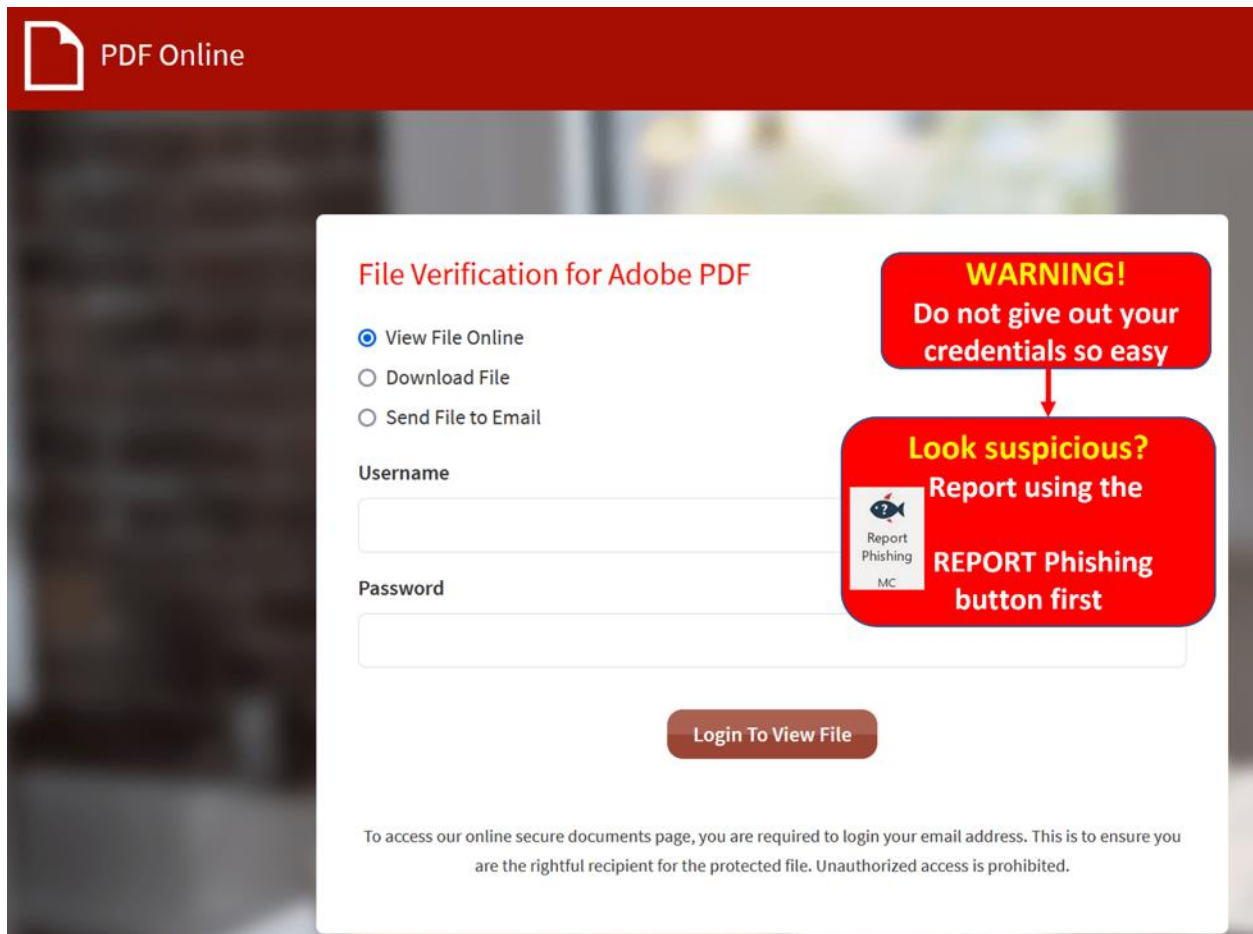 PDF Online
File Verification for Adobe PDF
View File Online
Download File
Send File to Email
Username
Password
Login To View File
To access our online secure documents page, you are required to login your email address. This is to ensure you
are the rightful recipient for the protected file. Unauthorized access is prohibited.
WARNING!
Do not give out your
credentials so easy
Look suspicious?
Report using the
Report
Phishing
MC
REPORT Phishing
button first